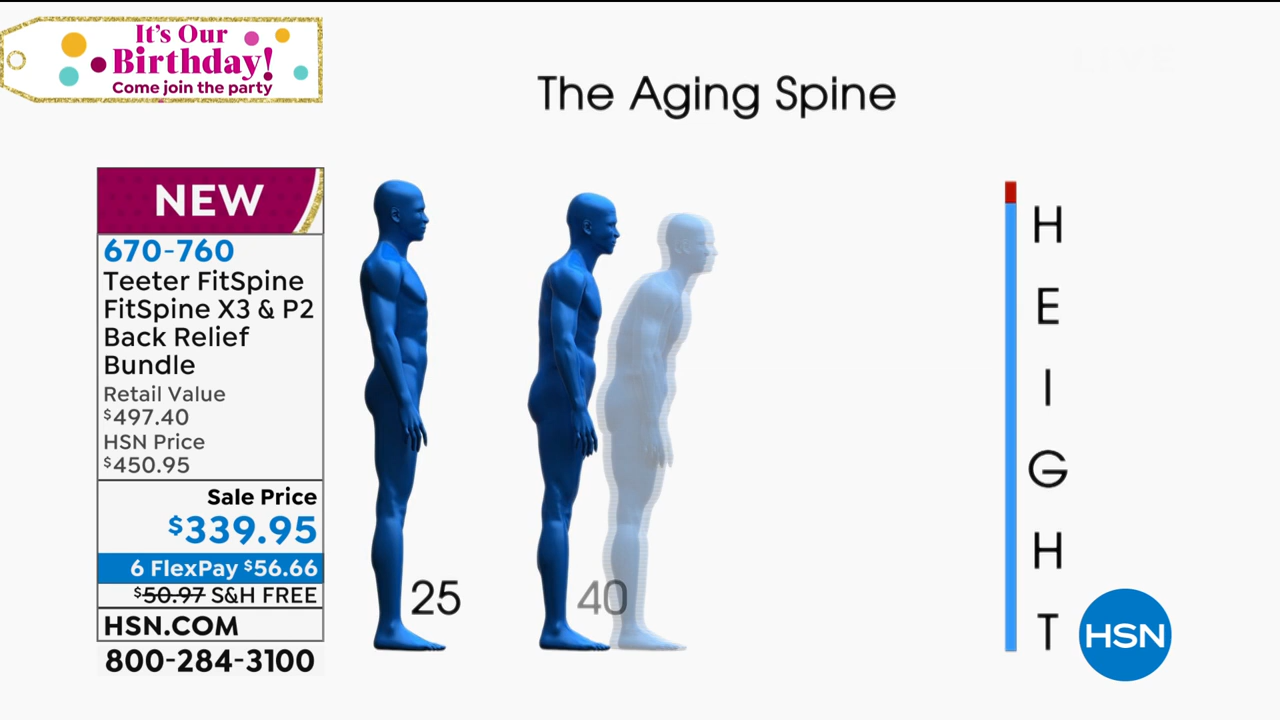 It's Our
Birthday!
Come join the party
LIVE
The Aging Spine
NEW
670-760
Teeter FitSpine
FitSpine X3 & P2
Back Relief
Bundle
Retail Value
$497.40
HSN Price
$450.95
Sale Price
$339.95
6 FlexPay $56.66
$50.97 S&H FREE
HSN.COM
800-284-3100
25
40
HEIGHT
HSN